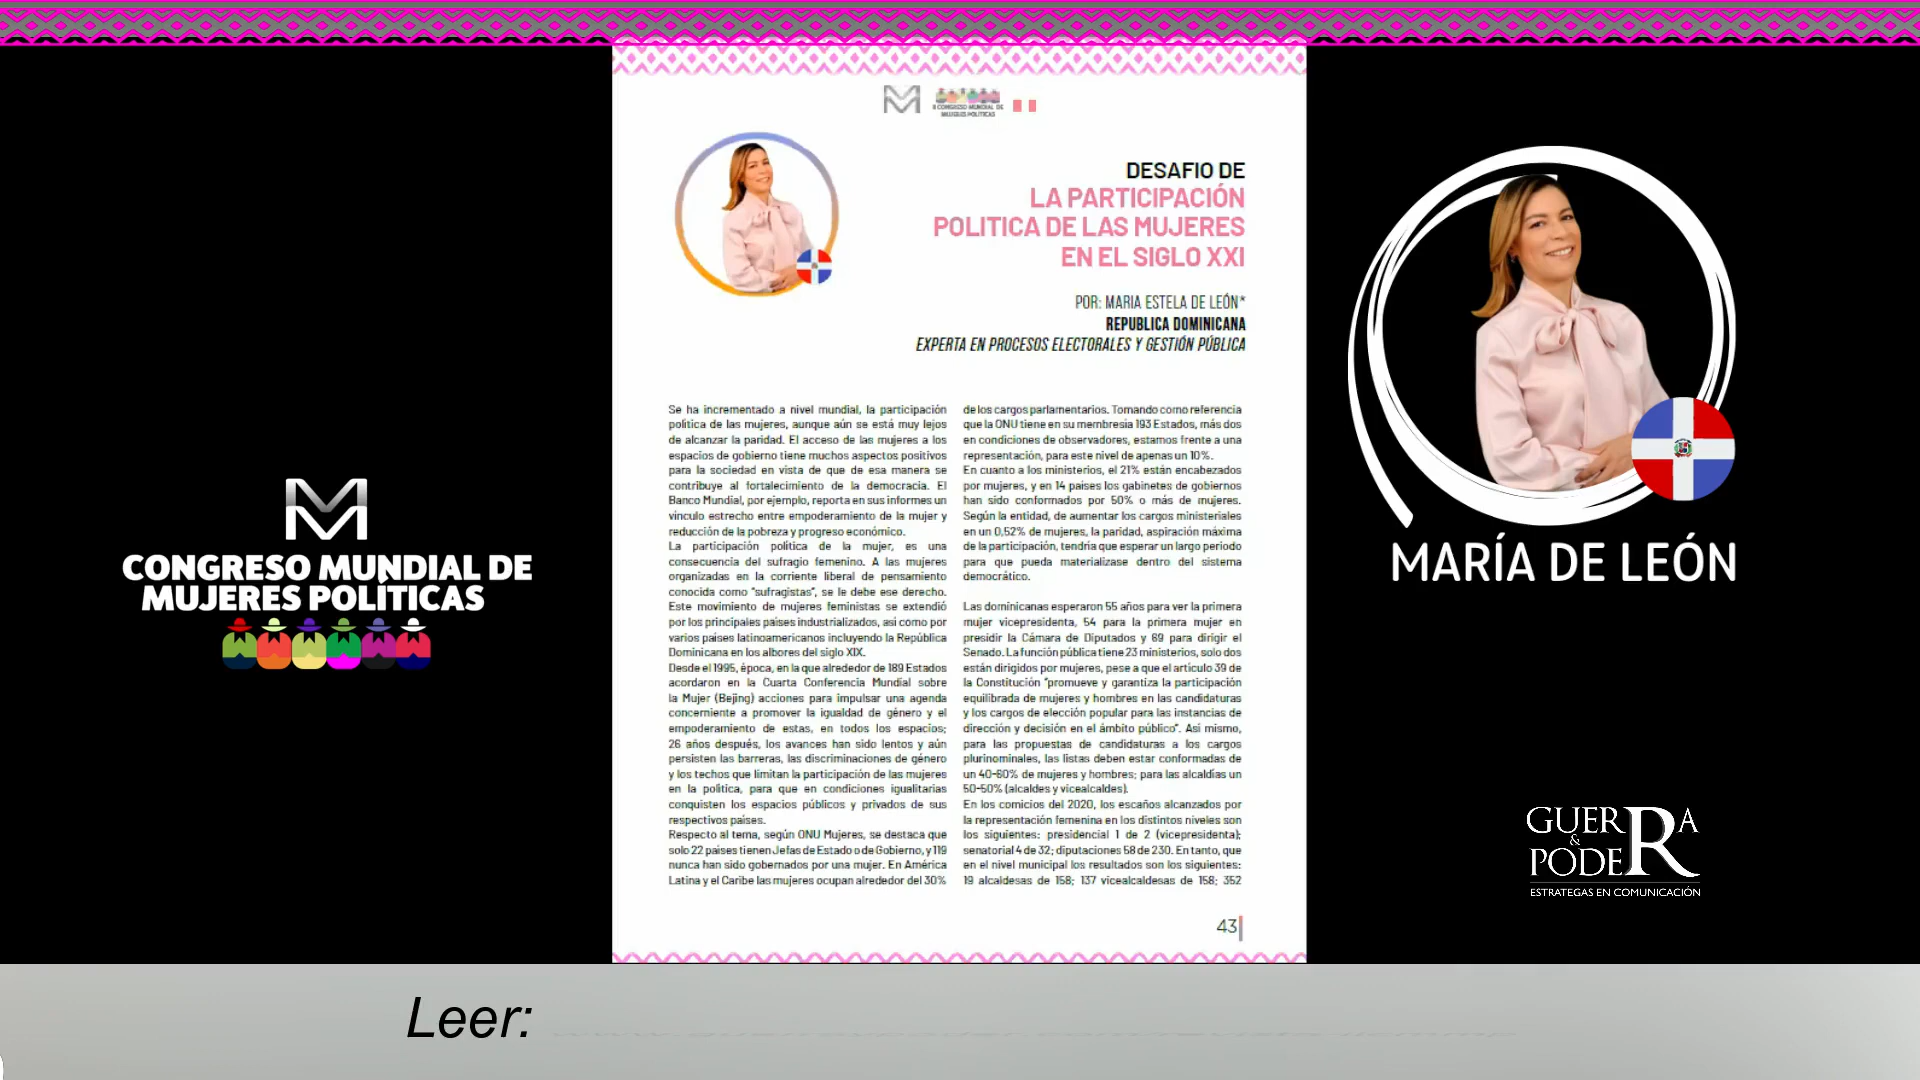 II CONGRESO MUNDIAL DE
MUJERES POLÍTICAS
DESAFIO DE
LA PARTICIPACIÓN
POLITICA DE LAS MUJERES
EN EL SIGLO XXI
POR: MARIA ESTELA DE LEÓN*
REPUBLICA DOMINICANA
EXPERTA EN PROCESOS ELECTORALES Y GESTIÓN PÚBLICA
Se ha incrementado a nivel mundial, la participación
política de las mujeres, aunque aún se está muy lejos
de alcanzar la paridad. El acceso de las mujeres a los
espacios de gobierno tiene muchos aspectos positivos
para la sociedad en vista de que de esa manera se
contribuye al fortalecimiento de la democracia. El
Banco Mundial, por ejemplo, reporta en sus informes un
vínculo estrecho entre empoderamiento de la mujer y
reducción de la pobreza y progreso económico.
La participación política de la mujer, es una
consecuencia del sufragio femenino. A las mujeres
organizadas en la corriente liberal de pensamiento
conocida como "sufragistas", se le debe ese derecho.
Este movimiento de mujeres feministas se extendió
por los principales países industrializados, así como por
varios países latinoamericanos incluyendo la República
Dominicana en los albores del siglo XIX.
Desde el 1995, época, en la que alrededor de 189 Estados
acordaron en la Cuarta Conferencia Mundial sobre
la Mujer (Bejing) acciones para impulsar una agenda
concerniente a promover la igualdad de género y el
empoderamiento de estas, en todos los espacios;
26 años después, los avances han sido lentos y aún
persisten las barreras, las discriminaciones de género
y los techos que limitan la participación de las mujeres
en la política, para que en condiciones igualitarias
conquisten los espacios públicos y privados de sus
respectivos países.
Respecto al tema, según ONU Mujeres, se destaca que
solo 22 países tienen Jefas de Estado o de Gobierno, y 119
nunca han sido gobernados por una mujer. En América
Latina y el Caribe las mujeres ocupan alrededor del 30%
de los cargos parlamentarios. Tomando como referencia
que la ONU tiene en su membresía 193 Estados, más dos
en condiciones de observadores, estamos frente a una
representación, para este nivel de apenas un 10%.
En cuanto a los ministerios, el 21% están encabezados
por mujeres, y en 14 países los gabinetes de gobiernos
han sido conformados por 50% o más de mujeres.
Según la entidad, de aumentar los cargos ministeriales
en un 0,52% de mujeres, la paridad, aspiración máxima
de la participación, tendría que esperar un largo período
para que pueda materializase dentro del sistema
democrático.
Las dominicanas esperaron 55 años para ver la primera
mujer vicepresidenta, 54 para la primera mujer en
presidir la Cámara de Diputados y 69 para dirigir el
Senado. La función pública tiene 23 ministerios, solo dos
están dirigidos por mujeres, pese a que el artículo 39 de
la Constitución "promueve y garantiza la participación
equilibrada de mujeres y hombres en las candidaturas
y los cargos de elección popular para las instancias de
dirección y decisión en el ámbito público". Así mismo,
para las propuestas de candidaturas a los cargos
plurinominales, las listas deben estar conformadas de
un 40-60% de mujeres y hombres; para las alcaldías un
50-50% (alcaldes y vicealcaldes).
En los comicios del 2020, los escaños alcanzados por
la representación femenina en los distintos niveles son
los siguientes: presidencial 1 de 2 (vicepresidenta);
senatorial 4 de 32; diputaciones 58 de 230. En tanto, que
en el nivel municipal los resultados son los siguientes:
19 alcaldesas de 158; 137 vicealcaldesas de 158; 352
43
CONGRESO MUNDIAL DE
MUJERES POLÍTICAS
MARÍA DE LEÓN
GUERRA
&
PODER
ESTRATEGAS EN COMUNICACIÓN
Leer: